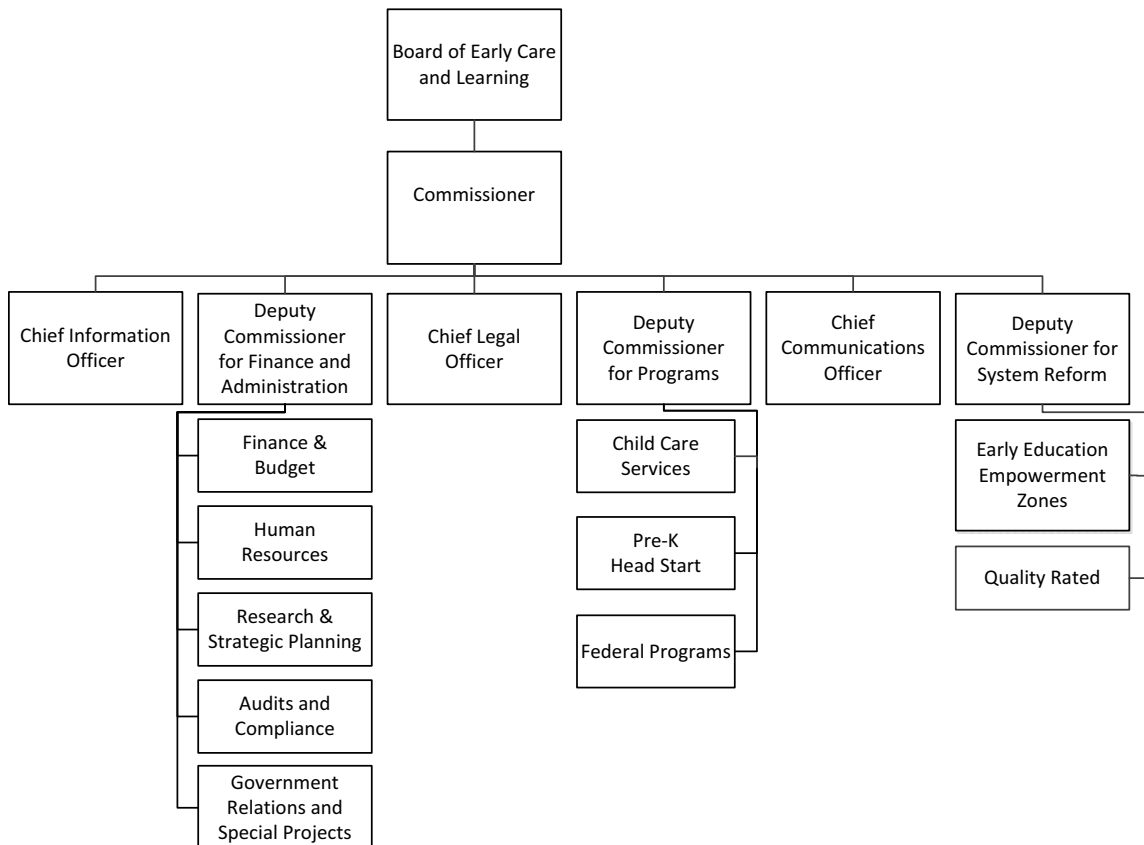 Board of Early Care
and Learning
Commissioner
Chief Information
Officer
Deputy
Commissioner
for Finance and
Administration
Chief Legal
Officer
Deputy
Commissioner
for Programs
Chief
Communications
Officer
Deputy
Commissioner for
System Reform
Finance &
Budget
Human
Resources
Research &
Strategic Planning
Audits and
Compliance
Government
Relations and
Special Projects
Child Care
Services
Pre-K
Head Start
Federal Programs
Early Education
Empowerment
Zones
Quality Rated